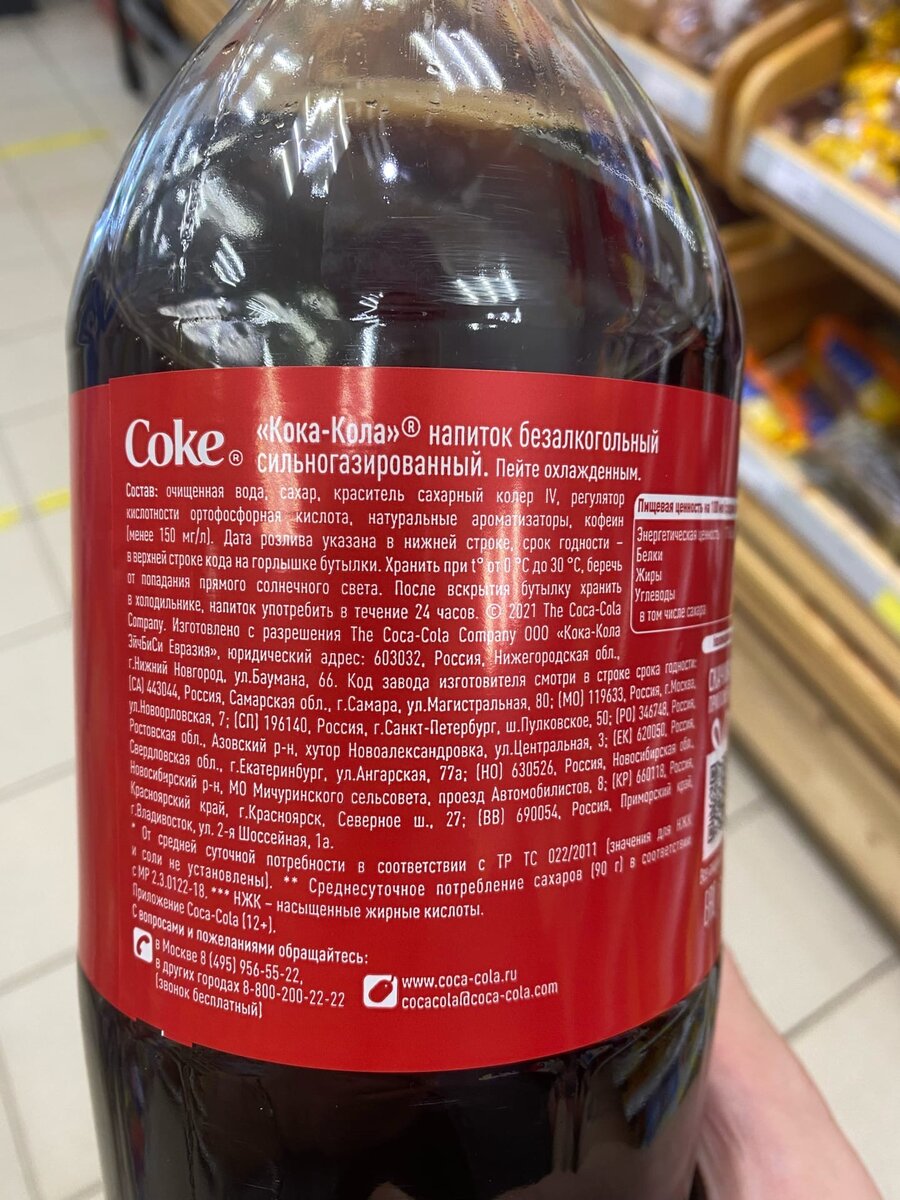 Coke®
«Кока-Кола»® напиток безалкогольный
сильногазированный. Пейте охлажденным.
Состав: очищенная вода, сахар, краситель сахарный колер IV, регулятор
кислотности ортофосфорная кислота, натуральные ароматизаторы, кофеин
(менее 150 мг/л). Дата розлива указана в нижней строке, срок годности –
в верхней строке кода на горлышке бутылки. Хранить при t° от 0 °C до 30 °C, беречь
от попадания прямого солнечного света. После вскрытия бутылку хранить
в холодильнике, напиток употребить в течение 24 часов. © 2021 The Coca-Cola
Company. Изготовлено с разрешения The Coca-Cola Company ООО «Кока-Кола
ЭйчБиСи Евразия», юридический адрес: 603032, Россия, Нижегородская обл.,
г.Нижний Новгород, ул.Баумана, 66. Код завода изготовителя смотри в строке срока годности:
(СА) 443044, Россия, Самарская обл., г.Самара, ул.Магистральная, 80; (МО) 119633, Россия, г.Москва,
ул.Новоорловская, 7; (СП) 196140, Россия, г.Санкт-Петербург, ш.Пулковское, 50; (РО) 346748, Россия,
Ростовская обл., Азовский р-н, хутор Новоалександровка, ул.Центральная, 3; (ЕК) 620050, Россия,
Свердловская обл., г.Екатеринбург, ул.Ангарская, 77а; (НО) 630526, Россия, Новосибирская обл.,
Новосибирский р-н, МО Мичуринского сельсовета, проезд Автомобилистов, 8; (КР) 660118, Россия,
Красноярский край, г.Красноярск, Северное ш., 27; (ВВ) 690054, Россия, Приморский край,
г.Владивосток, ул. 2-я Шоссейная, 1а.
* От средней суточной потребности в соответствии с ТР ТС 022/2011 (значения для НЖК
и соли не установлены). ** Среднесуточное потребление сахаров (90 г) в соответствии
с МР 2.3.0122-18. *** НЖК – насыщенные жирные кислоты.
Приложение Coca-Cola (12+).
С вопросами и пожеланиями обращайтесь:
в Москве 8 (495) 956-55-22,
в других городах 8-800-200-22-22
(звонок бесплатный)
www.coca-cola.ru
cocacola@coca-cola.com
Пищевая ценность на 100
Энергетическая ценность
Белки
Жиры
Углеводы
в том числе сахара